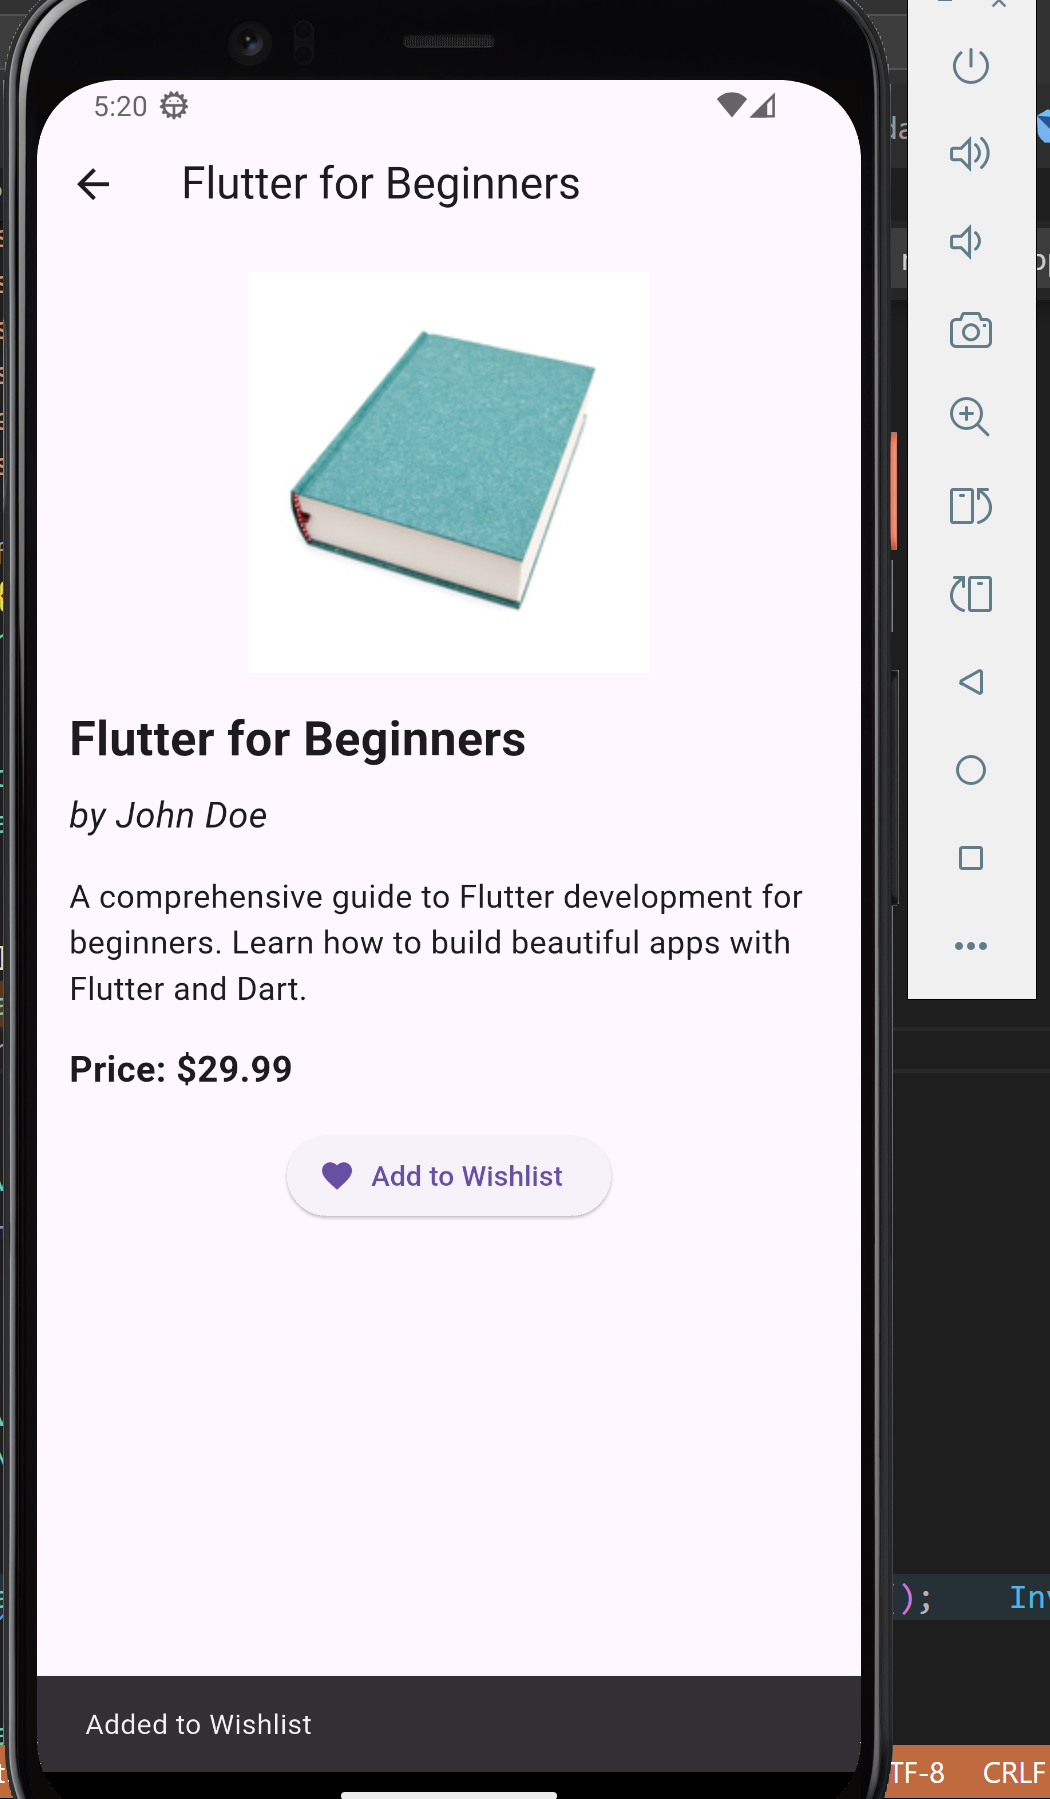 5:20
Flutter for Beginners
Flutter for Beginners
by John Doe
A comprehensive guide to Flutter development for
beginners. Learn how to build beautiful apps with
Flutter and Dart.
Price: $29.99
Add to Wishlist
);
Added to Wishlist
TF-8 CRLF